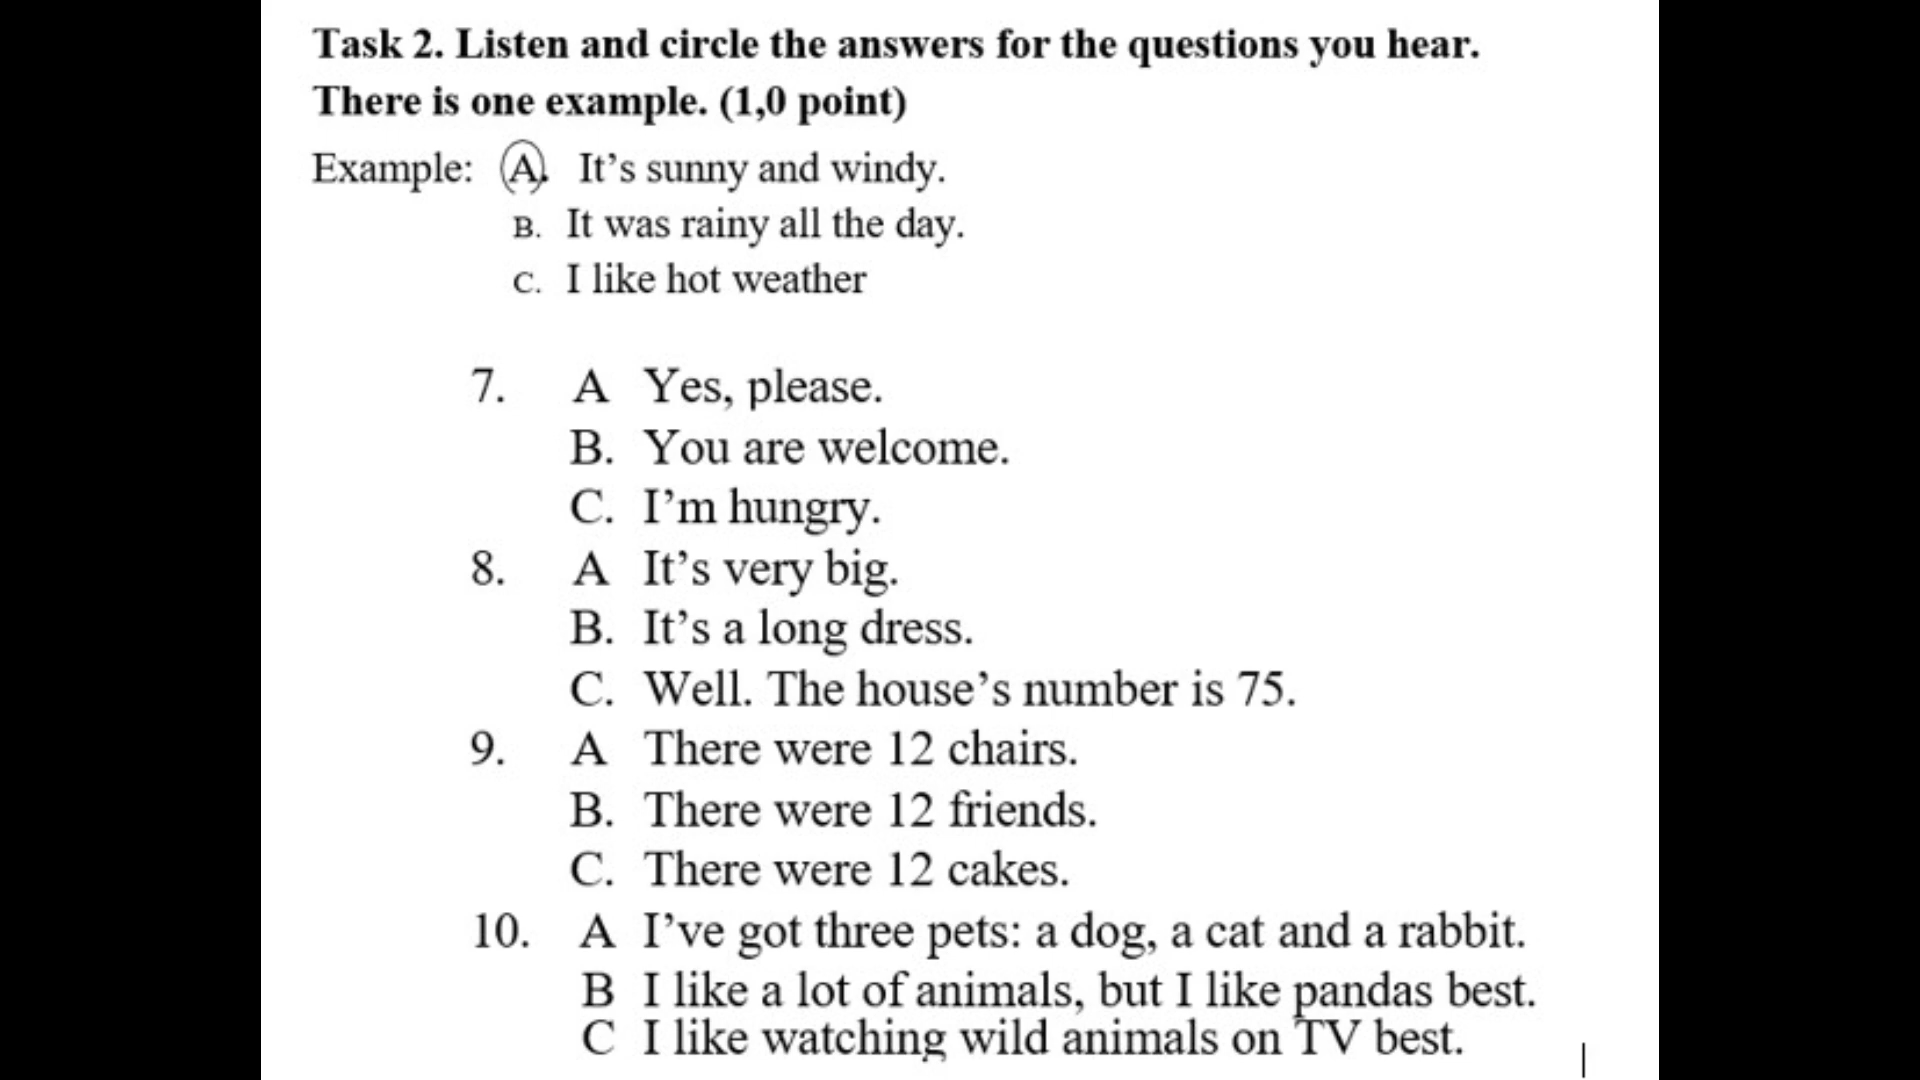 Task 2. Listen and circle the answers for the questions you hear.
There is one example. (1,0 point)
Example: A. It’s sunny and windy.
B. It was rainy all the day.
C. I like hot weather
7. A Yes, please.
B. You are welcome.
C. I’m hungry.
8. A It’s very big.
B. It’s a long dress.
C. Well. The house’s number is 75.
9. A There were 12 chairs.
B. There were 12 friends.
C. There were 12 cakes.
10. A I’ve got three pets: a dog, a cat and a rabbit.
B I like a lot of animals, but I like pandas best.
C I like watching wild animals on TV best.